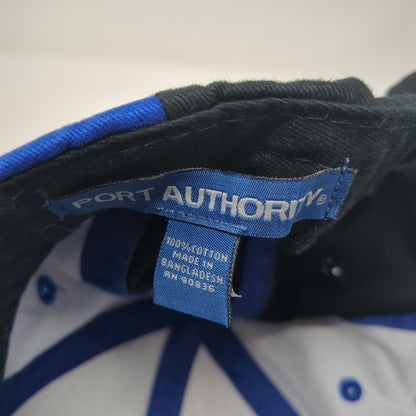 PORT AUTHORITY®
100% COTTON
MADE IN
BANGLADESH
RN 90836